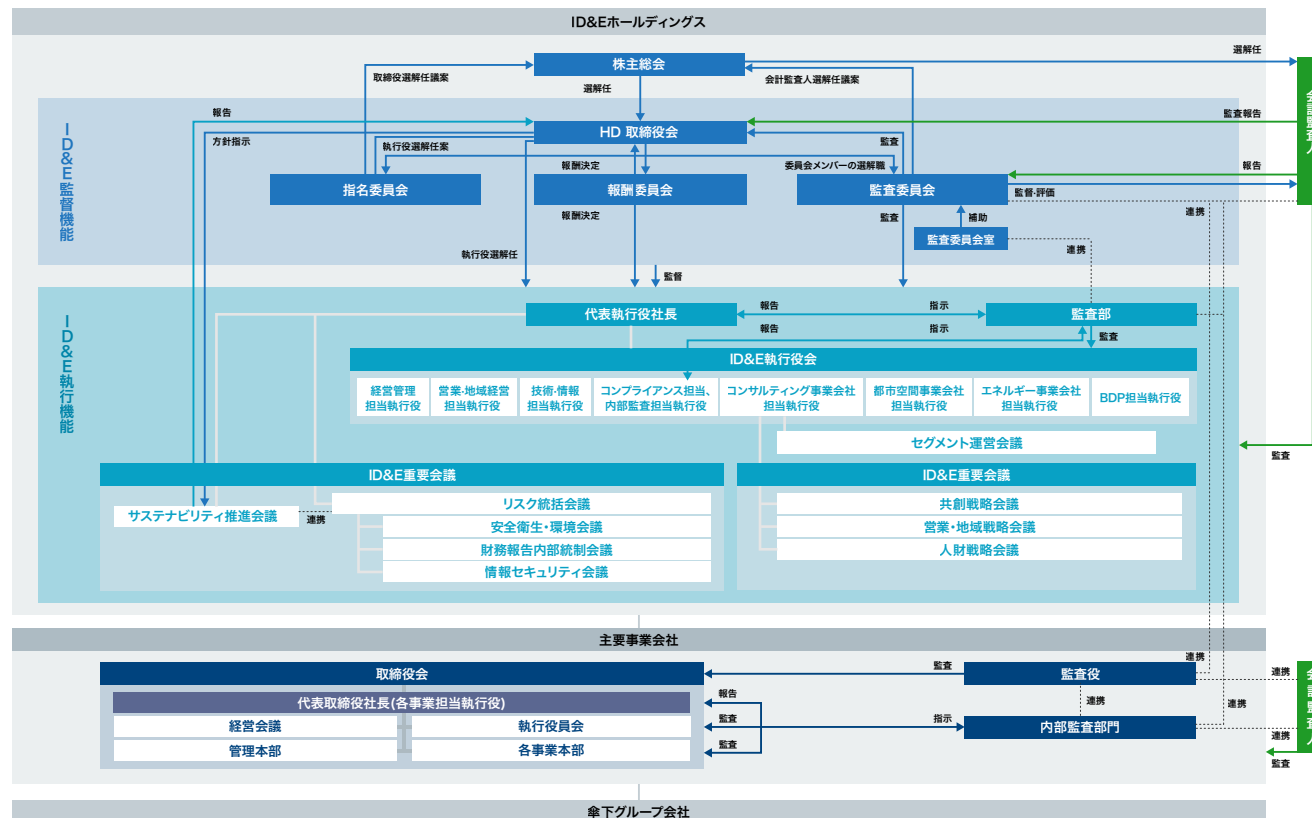 ID&Eホールディングス
選解任
株主総会
取締役選解任議案
会計監査人選解任議案
選解任
会計監査人
報告
監査報告
ID&E監督機能
HD 取締役会
方針指示
執行役選解任案
監査
報酬決定
委員会メンバーの選解職
報告
指名委員会
報酬委員会
監査委員会
監督・評価
報酬決定
監査
補助
連携
監査委員会室
連携
執行役選解任
監督
ID&E執行機能
代表執行役社長
報告
指示
監査部
報告
指示
監査
ID&E執行役会
経営管理
担当執行役
営業・地域経営
担当執行役
技術・情報
担当執行役
コンプライアンス担当、
内部監査担当執行役
コンサルティング事業会社
担当執行役
都市空間事業会社
担当執行役
エネルギー事業会社
担当執行役
BDP担当執行役
セグメント運営会議
監査
ID&E重要会議
ID&E重要会議
サステナビリティ推進会議
連携
リスク統括会議
安全衛生・環境会議
財務報告内部統制会議
情報セキュリティ会議
共創戦略会議
営業・地域戦略会議
人財戦略会議
主要事業会社
連携
取締役会
監査
監査役
連携
会計監査人
代表取締役社長(各事業担当執行役)
報告
連携
連携
経営会議
執行役員会
監査
指示
内部監査部門
連携
管理本部
各事業本部
監査
監査
傘下グループ会社